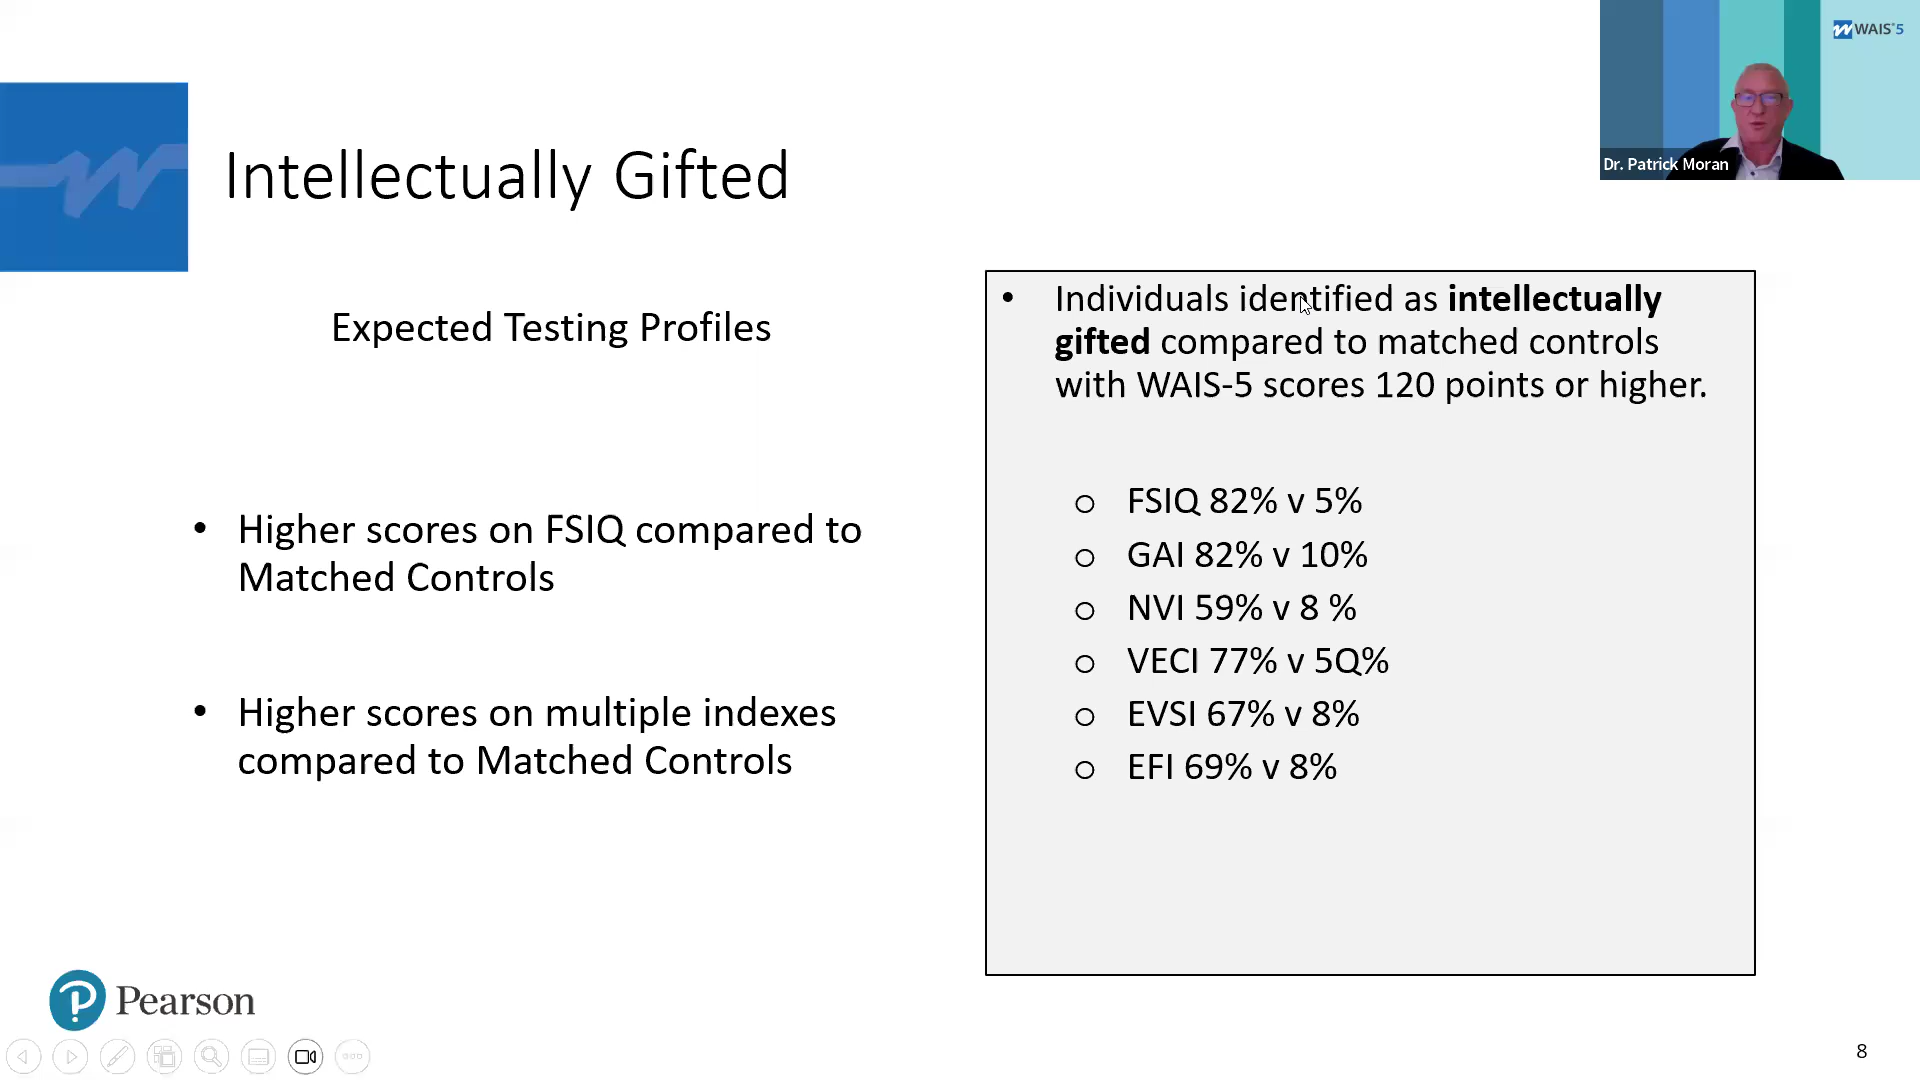 WAIS®5
Dr. Patrick Moran
Intellectually Gifted
Expected Testing Profiles
• Higher scores on FSIQ compared to
Matched Controls
• Higher scores on multiple indexes
compared to Matched Controls
• Individuals identified as intellectually
gifted compared to matched controls
with WAIS-5 scores 120 points or higher.
o FSIQ 82% v 5%
o GAI 82% v 10%
o NVI 59% v 8 %
o VECI 77% v 5Q%
o EVSI 67% v 8%
o EFI 69% v 8%
Pearson
8